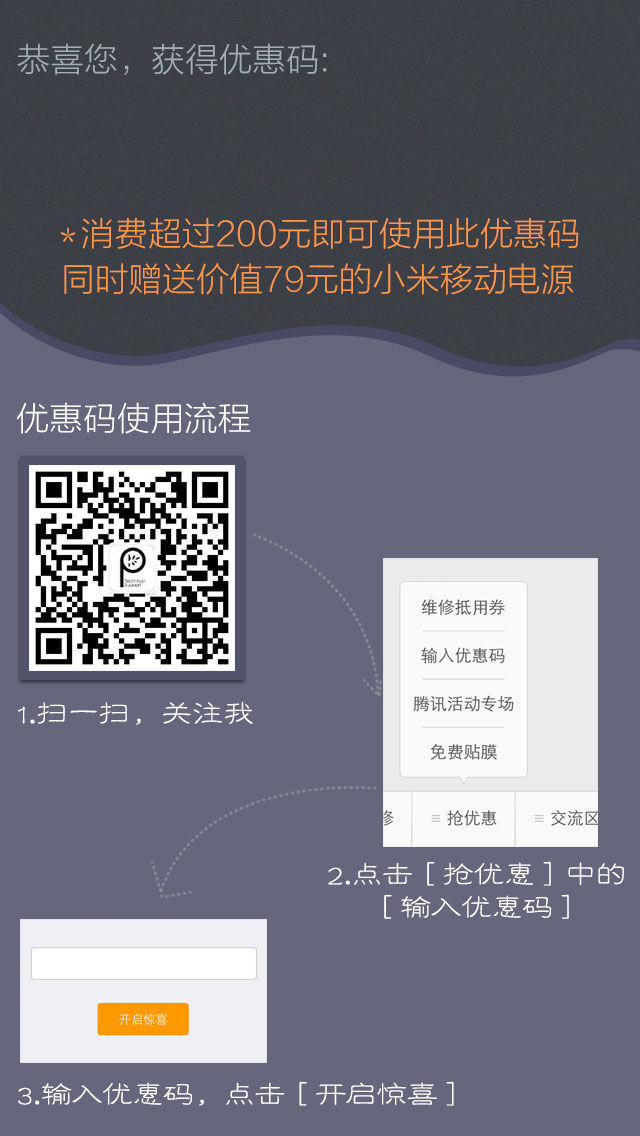 恭喜您，获得优惠码:
*消费超过200元即可使用此优惠码
同时赠送价值79元的小米移动电源
优惠码使用流程
Technical
Support
1.扫一扫，关注我
维修抵用券
输入优惠码
腾讯活动专场
免费贴膜
修
≡ 抢优惠
≡ 交流区
2.点击［抢优惠］中的
［输入优惠码］
开启惊喜
3.输入优惠码，点击［开启惊喜］